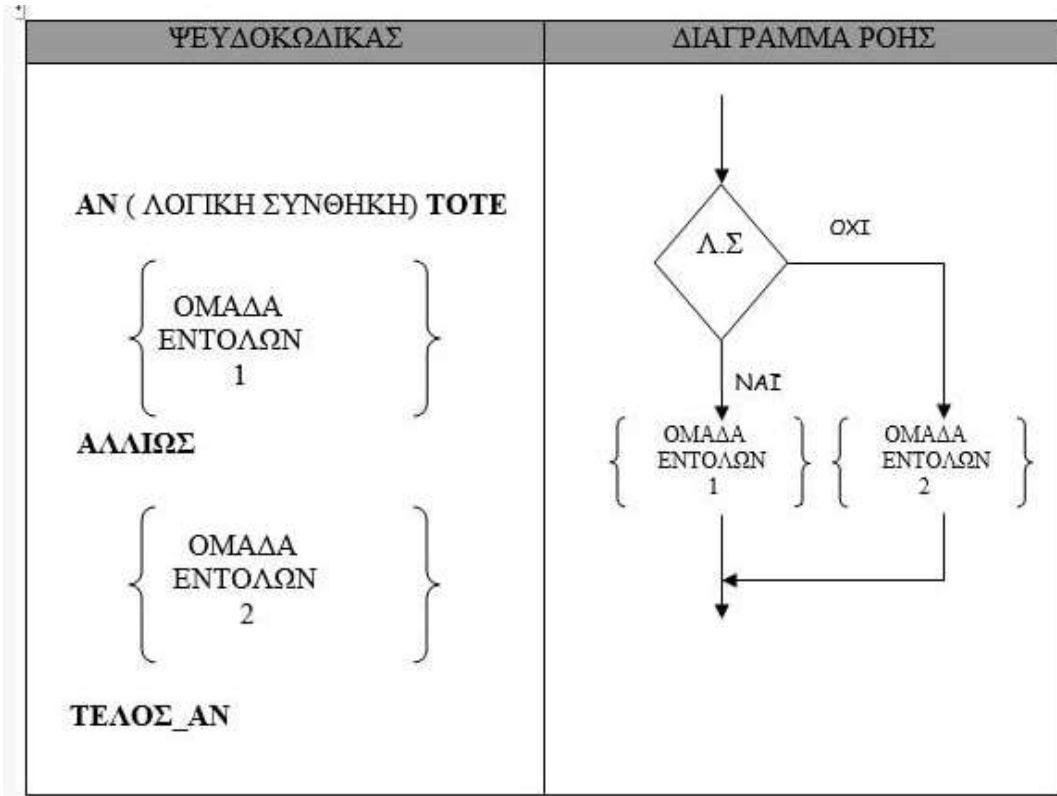 ΨΕΥΔΟΚΩΔΙΚΑΣ
ΔΙΑΓΡΑΜΜΑ ΡΟΗΣ
ΑΝ ( ΛΟΓΙΚΗ ΣΥΝΘΗΚΗ) ΤΟΤΕ
ΟΜΑΔΑ
ΕΝΤΟΛΩΝ
1
ΑΛΛΙΩΣ
ΟΜΑΔΑ
ΕΝΤΟΛΩΝ
2
ΤΕΛΟΣ_ΑΝ
Λ.Σ
ΟΧΙ
ΝΑΙ
ΟΜΑΔΑ
ΕΝΤΟΛΩΝ
1
ΟΜΑΔΑ
ΕΝΤΟΛΩΝ
2